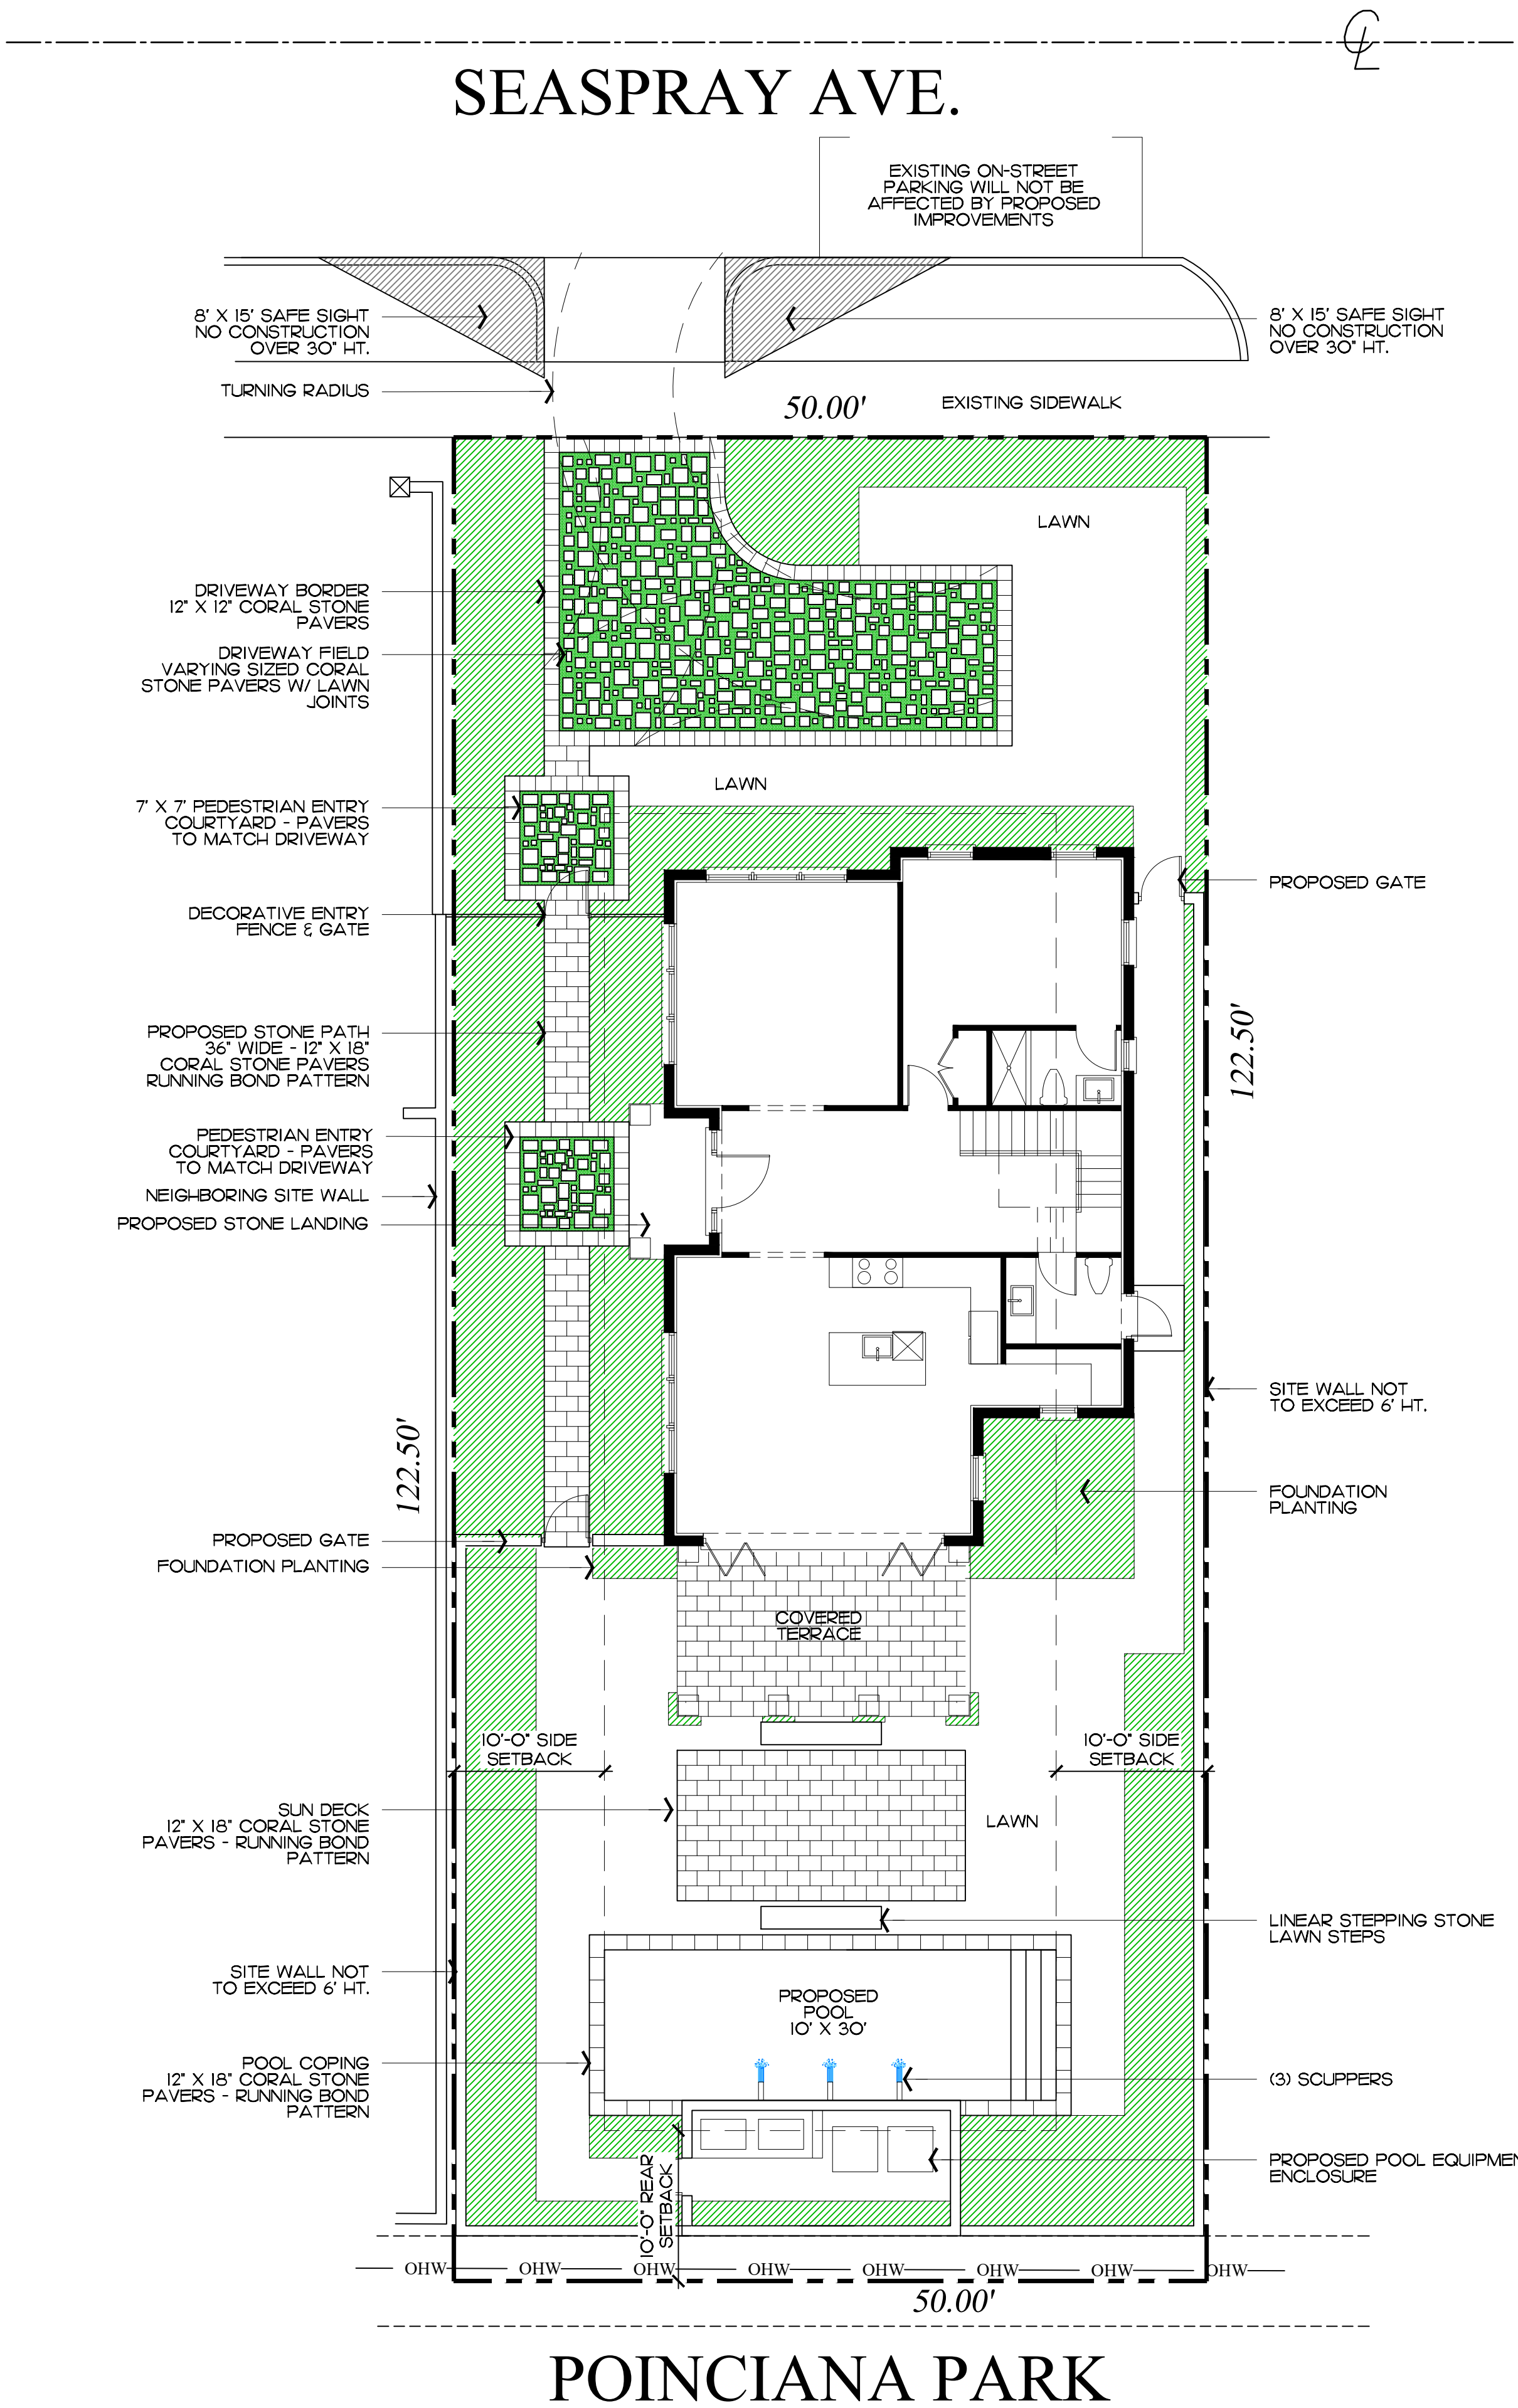 SEASPRAY AVE.
EXISTING ON-STREET
PARKING WILL NOT BE
AFFECTED BY PROPOSED
IMPROVEMENTS
8' X 15' SAFE SIGHT
NO CONSTRUCTION
OVER 30" HT.
8' X 15' SAFE SIGHT
NO CONSTRUCTION
OVER 30" HT.
TURNING RADIUS
50.00'
EXISTING SIDEWALK
LAWN
DRIVEWAY BORDER
12" X 12" CORAL STONE
PAVERS
DRIVEWAY FIELD
VARYING SIZED CORAL
STONE PAVERS W/ LAWN
JOINTS
LAWN
7' X 7' PEDESTRIAN ENTRY
COURTYARD - PAVERS
TO MATCH DRIVEWAY
PROPOSED GATE
DECORATIVE ENTRY
FENCE & GATE
PROPOSED STONE PATH
36" WIDE - 12" X 18"
CORAL STONE PAVERS
RUNNING BOND PATTERN
122.50'
PEDESTRIAN ENTRY
COURTYARD - PAVERS
TO MATCH DRIVEWAY
NEIGHBORING SITE WALL
PROPOSED STONE LANDING
SITE WALL NOT
TO EXCEED 6' HT.
122.50'
FOUNDATION
PLANTING
PROPOSED GATE
FOUNDATION PLANTING
COVERED
TERRACE
10'-0" SIDE
SETBACK
10'-0" SIDE
SETBACK
SUN DECK
12" X 18" CORAL STONE
PAVERS - RUNNING BOND
PATTERN
LAWN
LINEAR STEPPING STONE
LAWN STEPS
SITE WALL NOT
TO EXCEED 6' HT.
PROPOSED
POOL
10' X 30'
POOL COPING
12" X 18" CORAL STONE
PAVERS - RUNNING BOND
PATTERN
(3) SCUPPERS
PROPOSED POOL EQUIPMEN
ENCLOSURE
10'-0" REAR
SETBACK
OHW OHW OHW OHW OHW OHW OHW OHW
50.00'
POINCIANA PARK